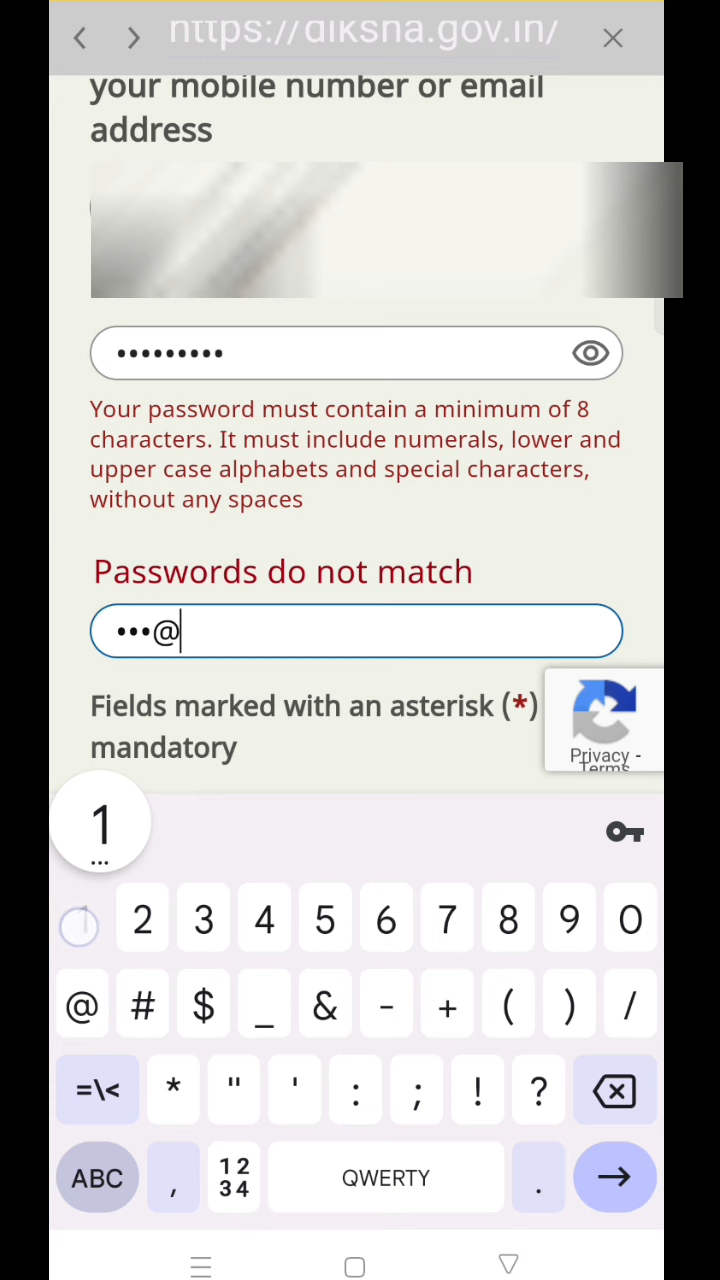 https://diksha.gov.in/
your mobile number or email
address
•••••••••
Your password must contain a minimum of 8
characters. It must include numerals, lower and
upper case alphabets and special characters,
without any spaces
Passwords do not match
•••@
Fields marked with an asterisk (*)
mandatory
Privacy -
Terms
1
...
1 2 3 4 5 6 7 8 9 0
@ # $ _ & - + ( ) /
=\< * " ' : ; ! ?
ABC , 12 34 QWERTY .